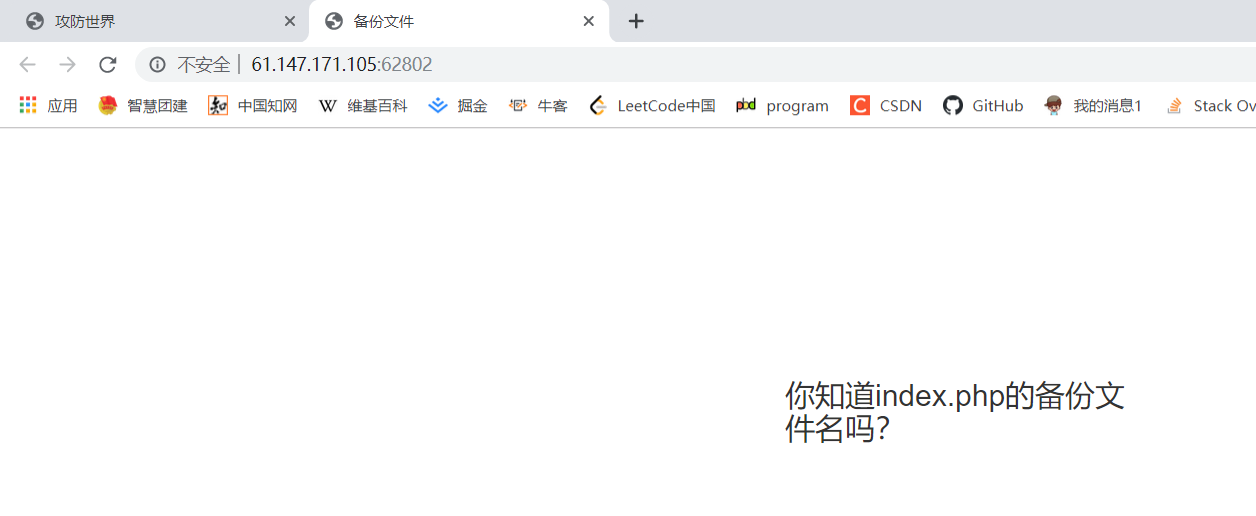 攻防世界
备份文件
不安全 | 61.147.171.105:62802
应用 智慧团建 中国知网 维基百科 掘金 牛客 LeetCode中国 program CSDN GitHub 我的消息1 Stack Ov
你知道index.php的备份文
件名吗？